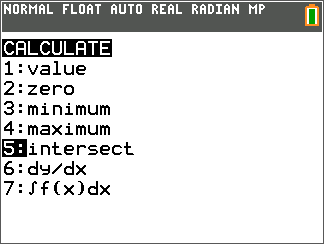 NORMAL FLOAT AUTO REAL RADIAN MP
CALCULATE
1:value
2:zero
3:minimum
4:maximum
5:intersect
6:dy/dx
7:∫f(x)dx